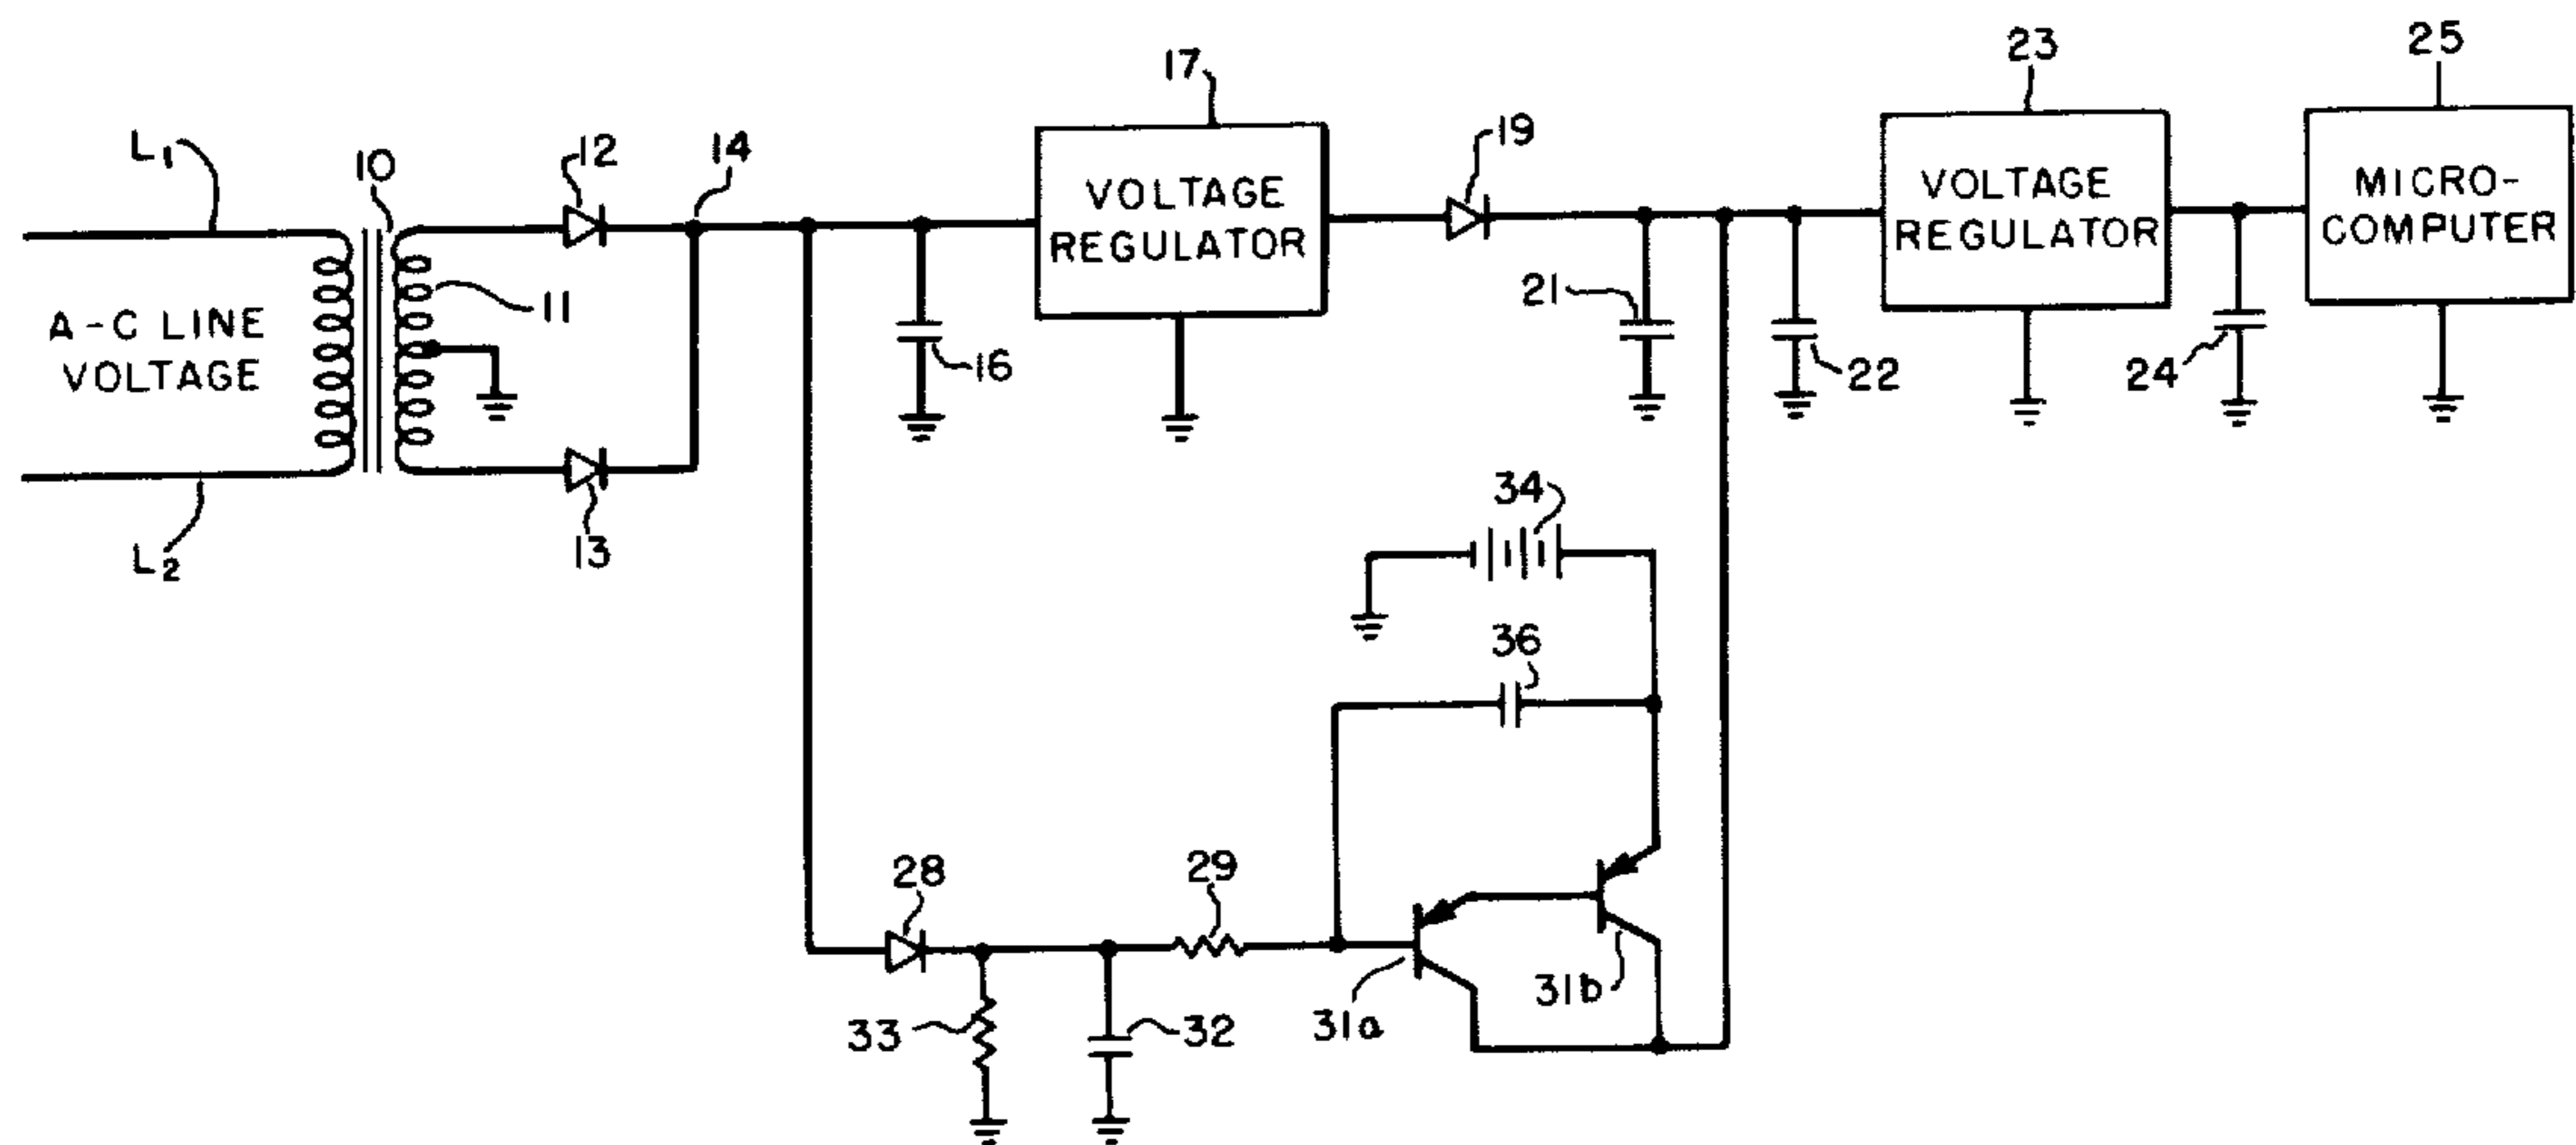 L1
10
12
14
17
19
23
25
A-C LINE
VOLTAGE
11
16
VOLTAGE
REGULATOR
21
22
VOLTAGE
REGULATOR
24
MICRO-
COMPUTER
L2
13
34
36
28
29
33
32
31a
31b